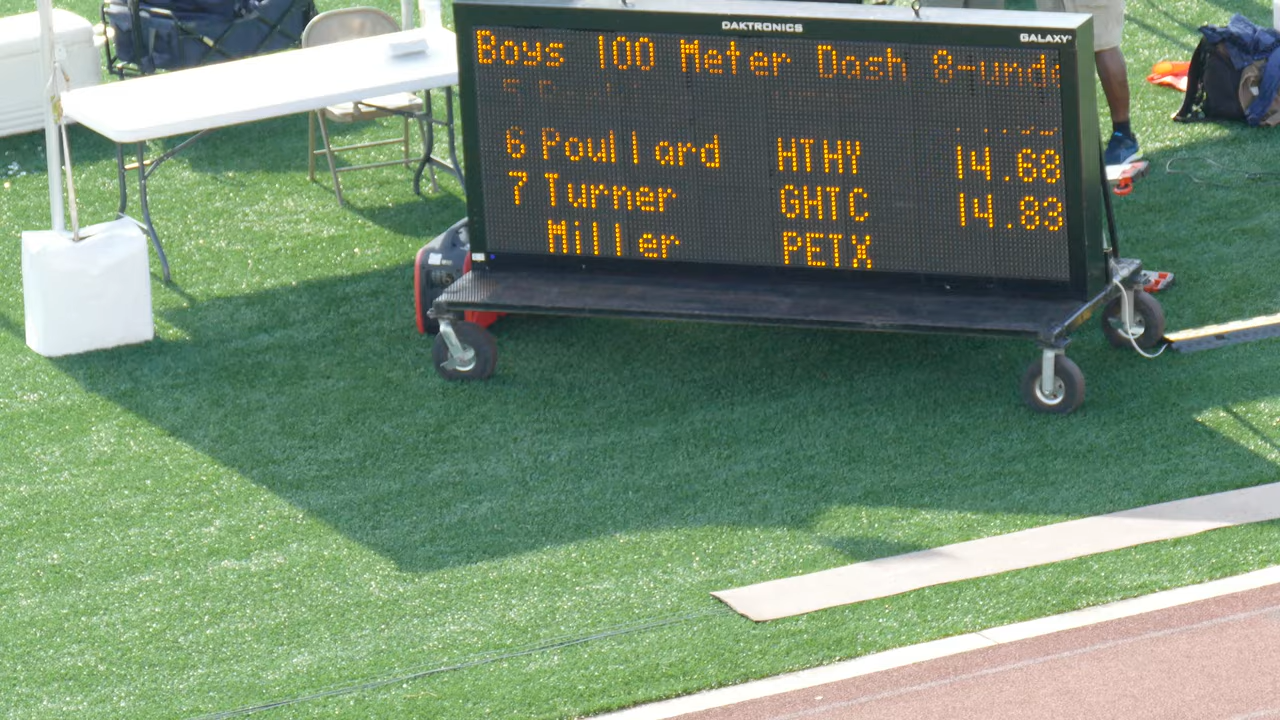 DAKTRONICS
GALAXY
Boys 100 Meter Dash 8-und
6 Poullard HTHY 14.68
7 Turner GHTC 14.83
Miller PETX